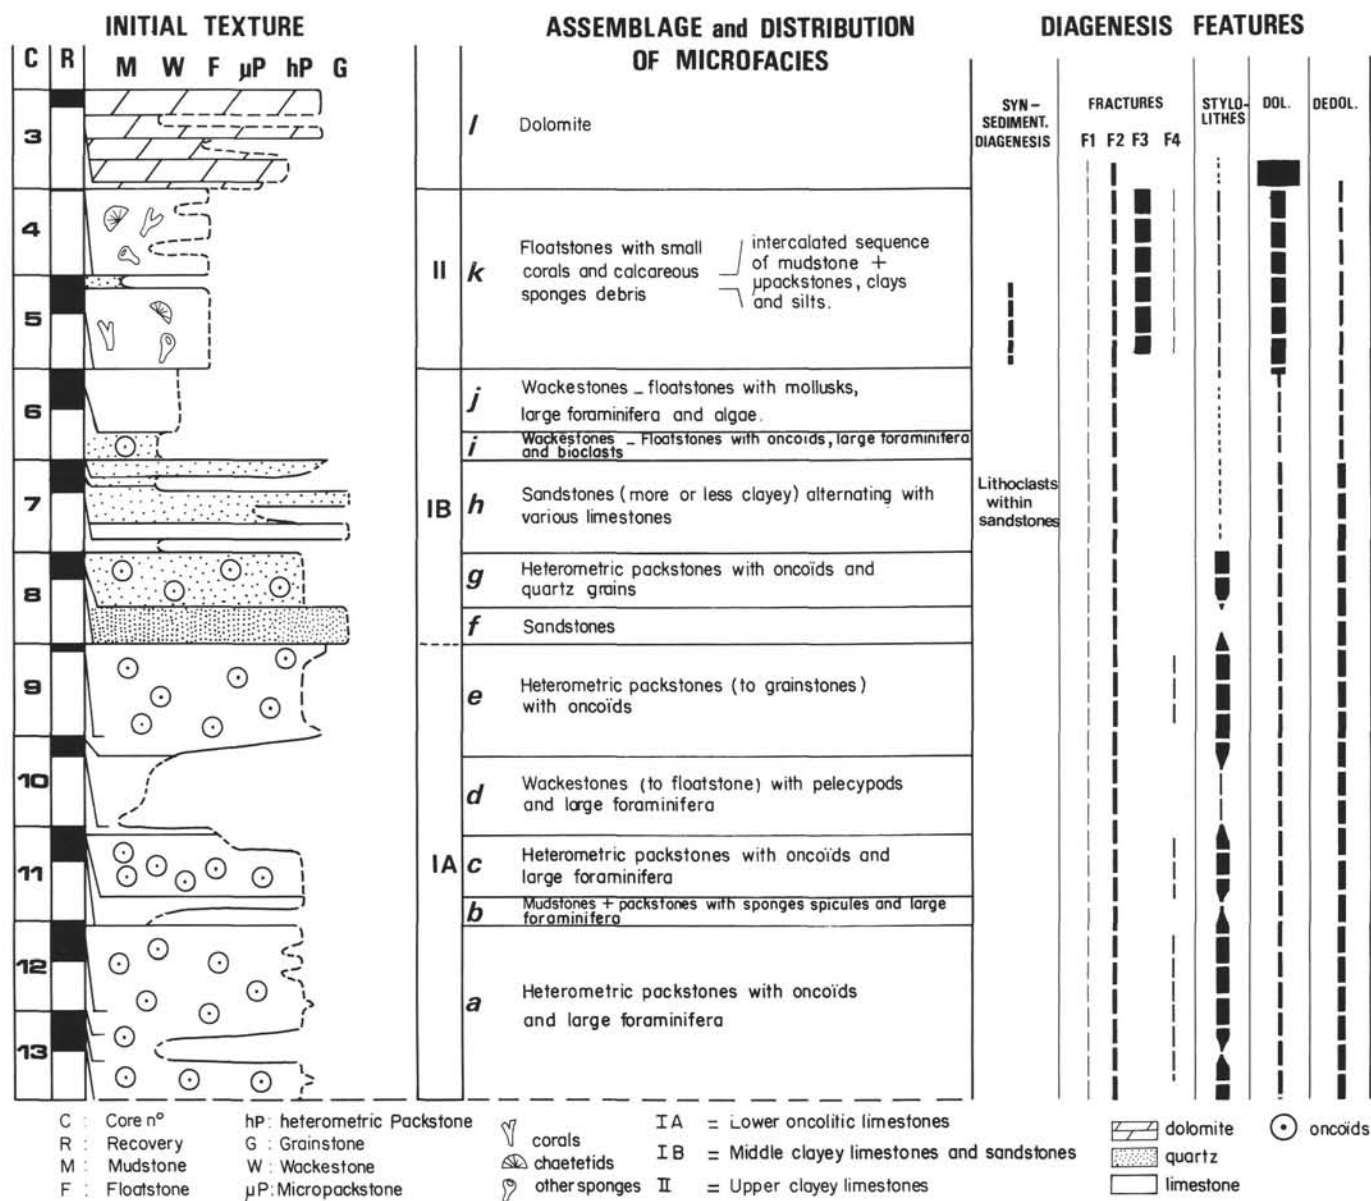 INITIAL TEXTURE
C R M W F µP hP G
ASSEMBLAGE and DISTRIBUTION
OF MICROFACIES
DIAGENESIS FEATURES
SYN-
SEDIMENT.
DIAGENESIS
FRACTURES
F1 F2 F3 F4
STYLO-
LITHES
DOL.
DEDOL.
3
4
5
6
7
8
9
10
11
12
13
II
IB
IA
l Dolomite
k Floatstones with small
corals and calcareous
sponges debris
intercalated sequence
of mudstone +
µpackstones, clays
and silts.
j Wackestones _ floatstones with mollusks,
large foraminifera and algae.
i Wackestones _ Floatstones with oncoïds, large foraminifera
and bioclasts
h Sandstones (more or less clayey) alternating with
various limestones
Lithoclasts
within
sandstones
g Heterometric packstones with oncoïds and
quartz grains
f Sandstones
e Heterometric packstones (to grainstones)
with oncoïds
d Wackestones (to floatstone) with pelecypods
and large foraminifera
c Heterometric packstones with oncoïds and
large foraminifera
b Mudstones + packstones with sponges spicules and large
foraminifera
a Heterometric packstones with oncoïds
and large foraminifera
C : Core nº
R : Recovery
M : Mudstone
F : Floatstone
hP: heterometric Packstone
G : Grainstone
W : Wackestone
µP: Micropackstone
corals
chaetetids
other sponges
IA = Lower oncolitic limestones
IB = Middle clayey limestones and sandstones
II = Upper clayey limestones
dolomite
quartz
limestone
oncoïds